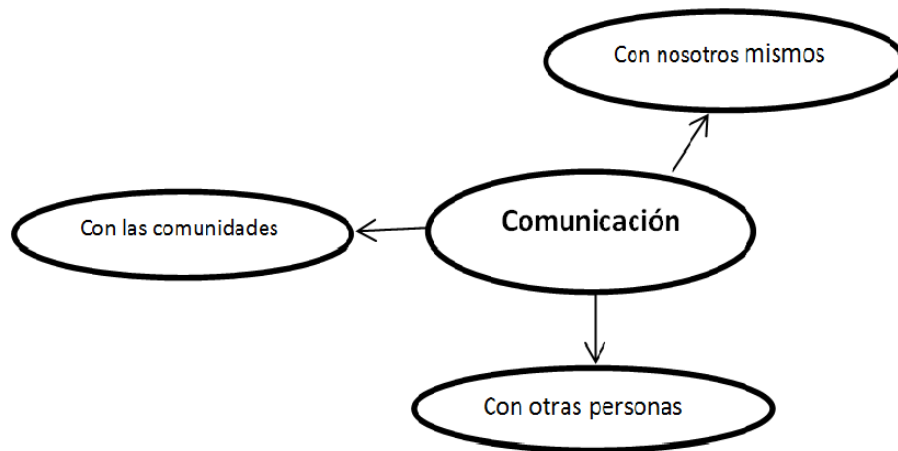 Con nosotros mismos
Comunicación
Con las comunidades
Con otras personas